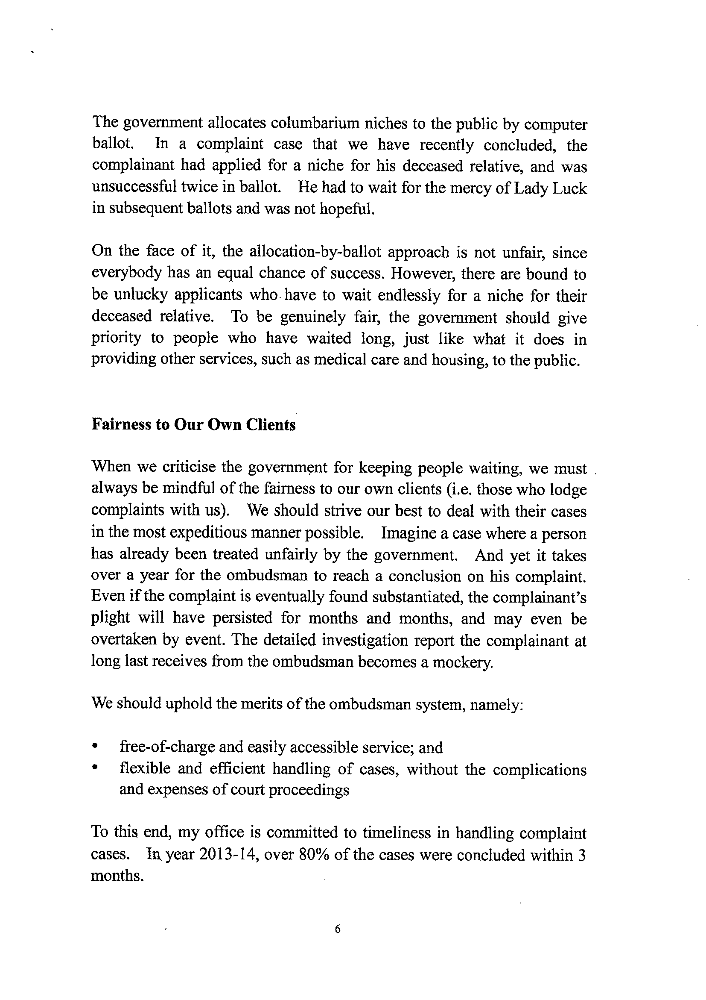 The government allocates columbarium niches to the public by computer
ballot. In a complaint case that we have recently concluded, the
complainant had applied for a niche for his deceased relative, and was
unsuccessful twice in ballot. He had to wait for the mercy of Lady Luck
in subsequent ballots and was not hopeful.
On the face of it, the allocation-by-ballot approach is not unfair, since
everybody has an equal chance of success. However, there are bound to
be unlucky applicants who have to wait endlessly for a niche for their
deceased relative. To be genuinely fair, the government should give
priority to people who have waited long, just like what it does in
providing other services, such as medical care and housing, to the public.
Fairness to Our Own Clients
When we criticise the government for keeping people waiting, we must
always be mindful of the fairness to our own clients (i.e. those who lodge
complaints with us). We should strive our best to deal with their cases
in the most expeditious manner possible. Imagine a case where a person
has already been treated unfairly by the government. And yet it takes
over a year for the ombudsman to reach a conclusion on his complaint.
Even if the complaint is eventually found substantiated, the complainant's
plight will have persisted for months and months, and may even be
overtaken by event. The detailed investigation report the complainant at
long last receives from the ombudsman becomes a mockery.
We should uphold the merits of the ombudsman system, namely:
• free-of-charge and easily accessible service; and
• flexible and efficient handling of cases, without the complications
and expenses of court proceedings
To this end, my office is committed to timeliness in handling complaint
cases. In year 2013-14, over 80% of the cases were concluded within 3
months.
6